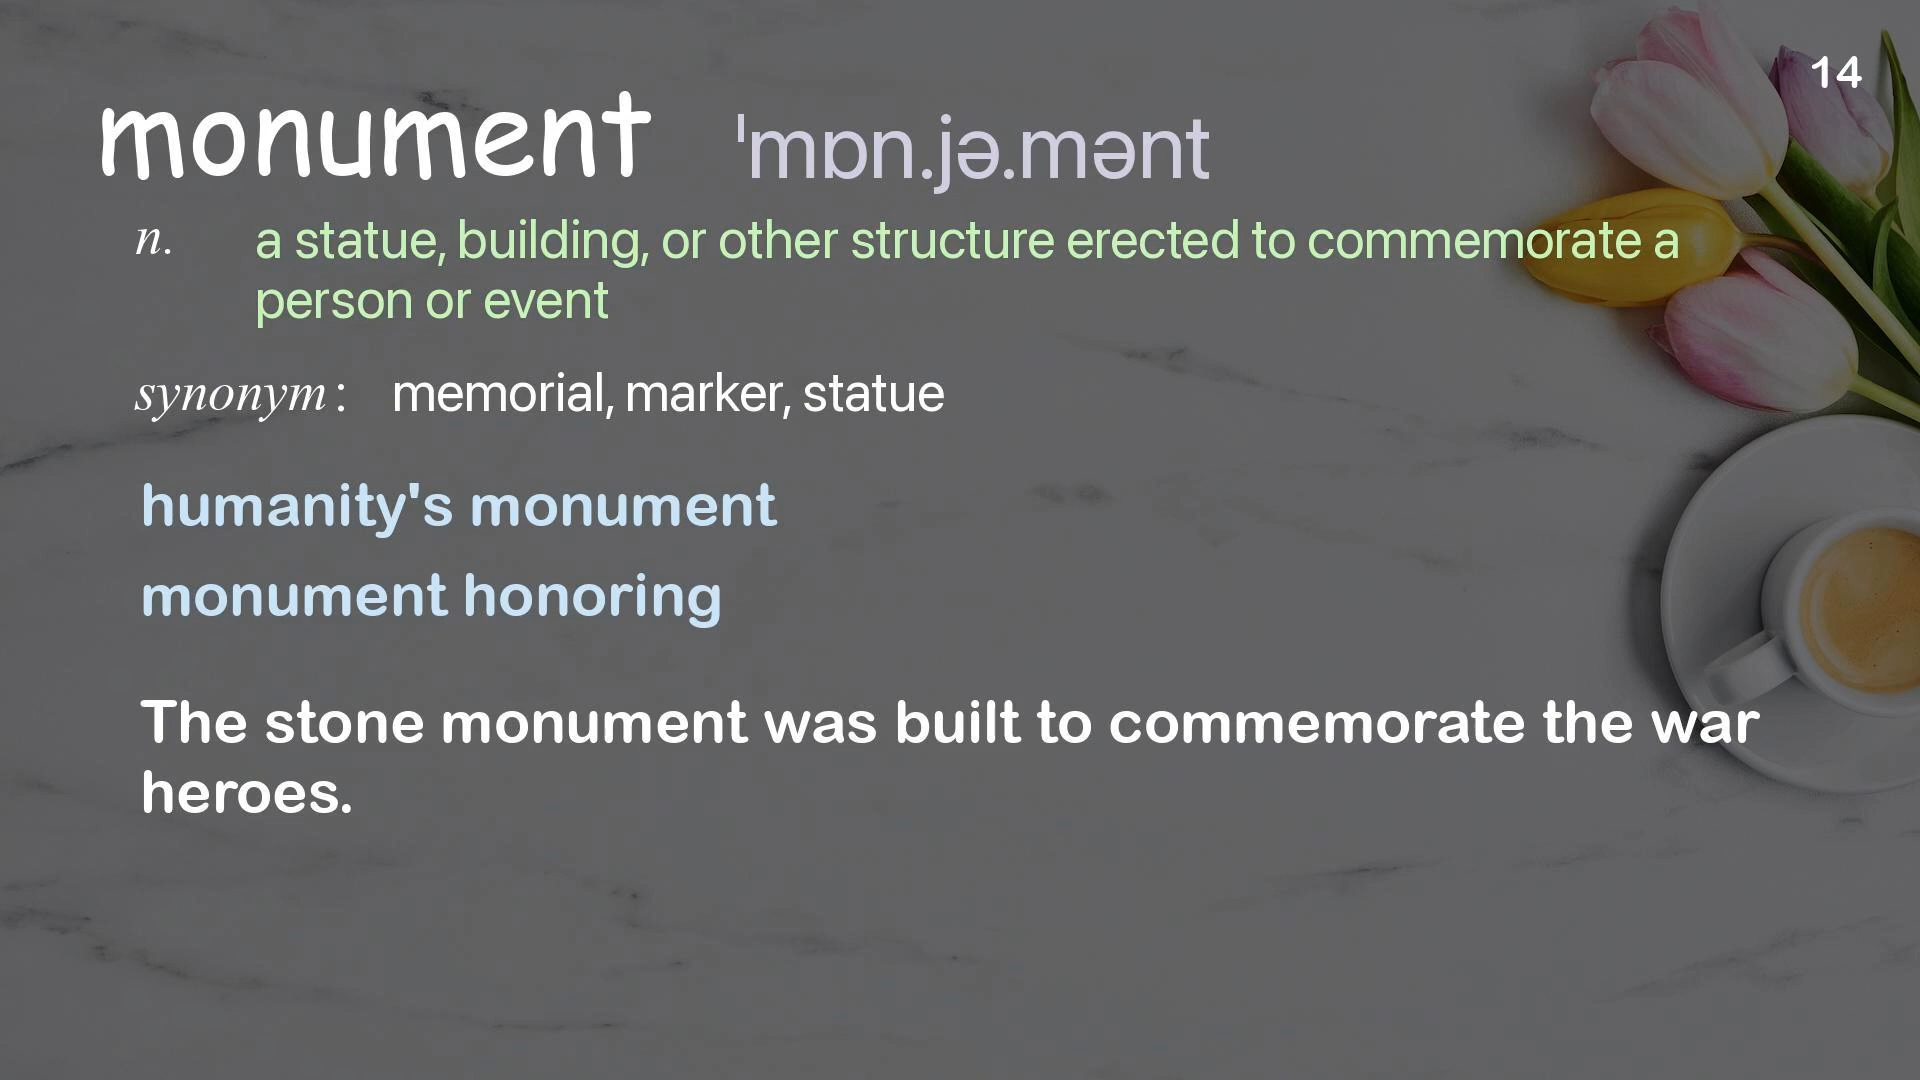 14
monument ˈmɒn.jə.mənt
n. a statue, building, or other structure erected to commemorate a
person or event
synonym: memorial, marker, statue
humanity's monument
monument honoring
The stone monument was built to commemorate the war
heroes.